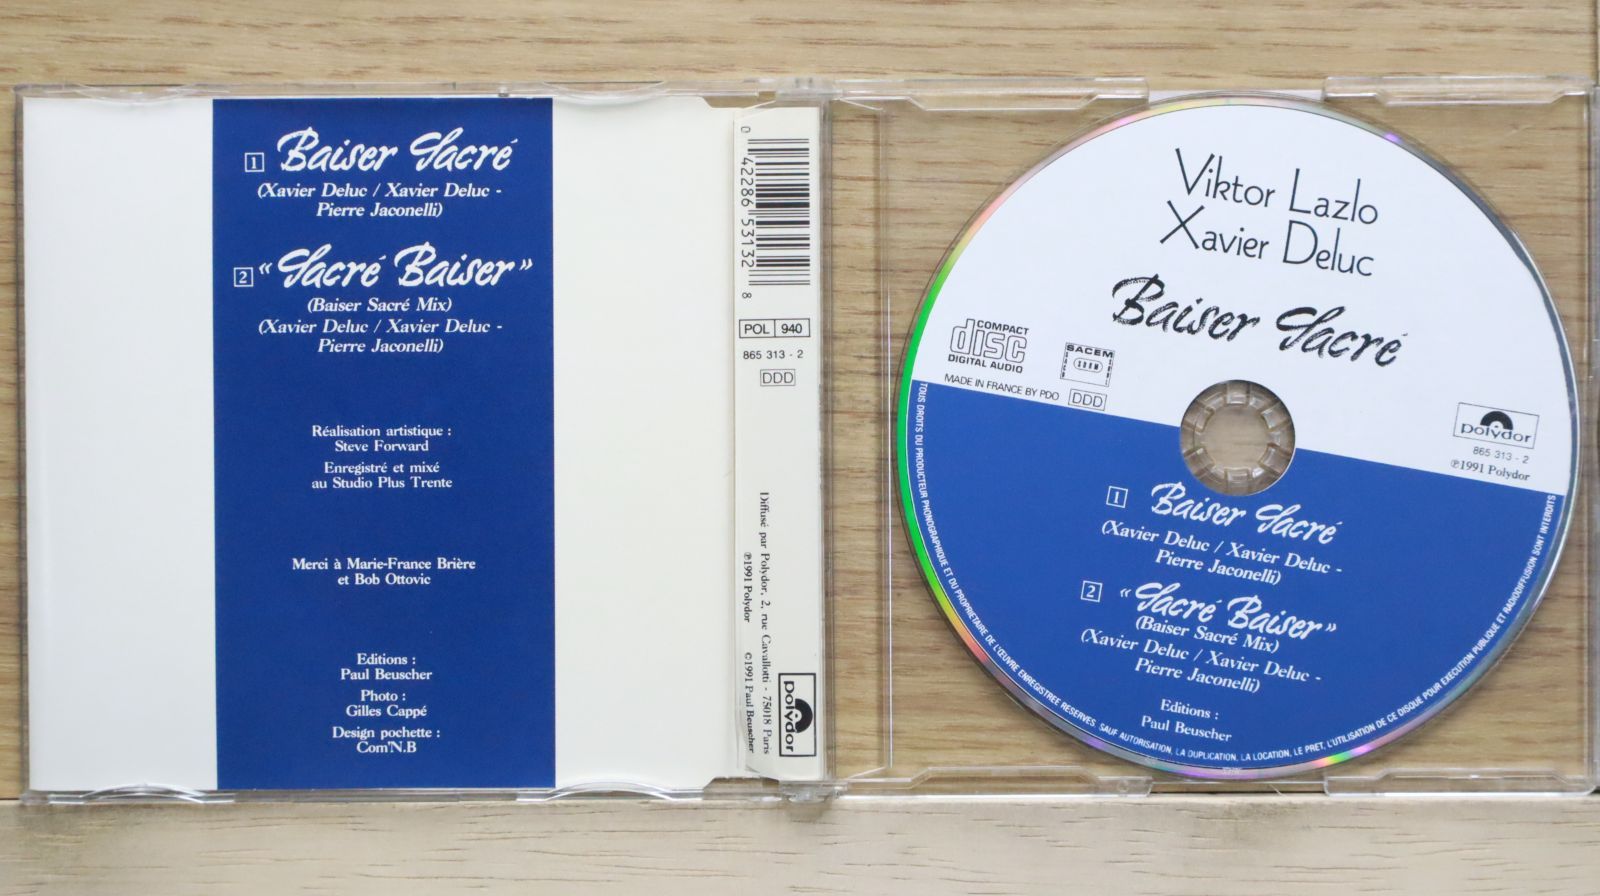 1 Baiser Sacré
(Xavier Deluc / Xavier Deluc -
Pierre Jaconelli)
2 « Sacré Baiser »
(Baiser Sacré Mix)
(Xavier Deluc / Xavier Deluc -
Pierre Jaconelli)
Réalisation artistique :
Steve Forward
Enregistré et mixé
au Studio Plus Trente
Merci à Marie-France Brière
et Bob Ottovic
Editions :
Paul Beuscher
Photo :
Gilles Cappé
Design pochette :
Com'N.B
0 42286 53132 8
POL 940
865 313 - 2
DDD
Diffusé par Polydor, 2, rue Cavallotti - 75018 Paris
℗1991 Polydor ©1991 Paul Beuscher
polydor
Viktor Lazlo
Xavier Deluc
Baiser Sacré
COMPACT
disc
DIGITAL AUDIO
SACEM
SDRM
MADE IN FRANCE BY PDO DDD
polydor
865 313 - 2
℗1991 Polydor
1 Baiser Sacré
(Xavier Deluc / Xavier Deluc -
Pierre Jaconelli)
2 « Sacré Baiser »
(Baiser Sacré Mix)
(Xavier Deluc / Xavier Deluc -
Pierre Jaconelli)
Editions :
Paul Beuscher
TOUS DROITS DU PRODUCTEUR PHONOGRAPHIQUE ET DU PROPRIETAIRE DE L'ŒUVRE ENREGISTREE RESERVES. SAUF AUTORISATION, LA DUPLICATION, LA LOCATION, LE PRET, L'UTILISATION DE CE DISQUE POUR EXECUTION PUBLIQUE ET RADIODIFFUSION SONT INTERDITS